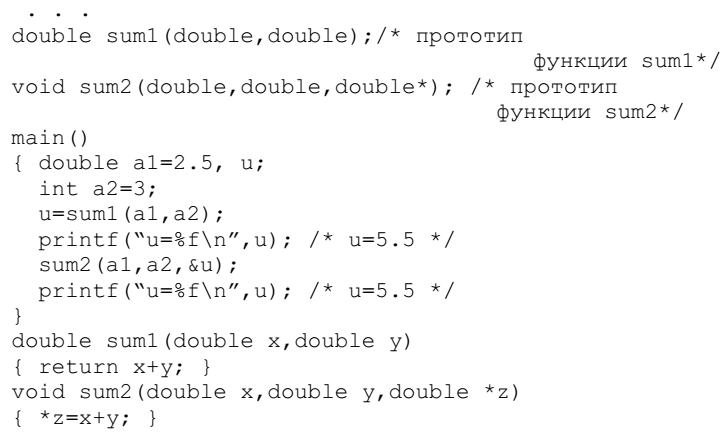 . . .
double sum1(double,double);/* прототип
функции sum1*/
void sum2(double,double,double*); /* прототип
функции sum2*/
main()
{ double a1=2.5, u;
int a2=3;
u=sum1(a1,a2);
printf(“u=%f\n”,u); /* u=5.5 */
sum2(a1,a2,&u);
printf(“u=%f\n”,u); /* u=5.5 */
}
double sum1(double x,double y)
{ return x+y; }
void sum2(double x,double y,double *z)
{ *z=x+y; }